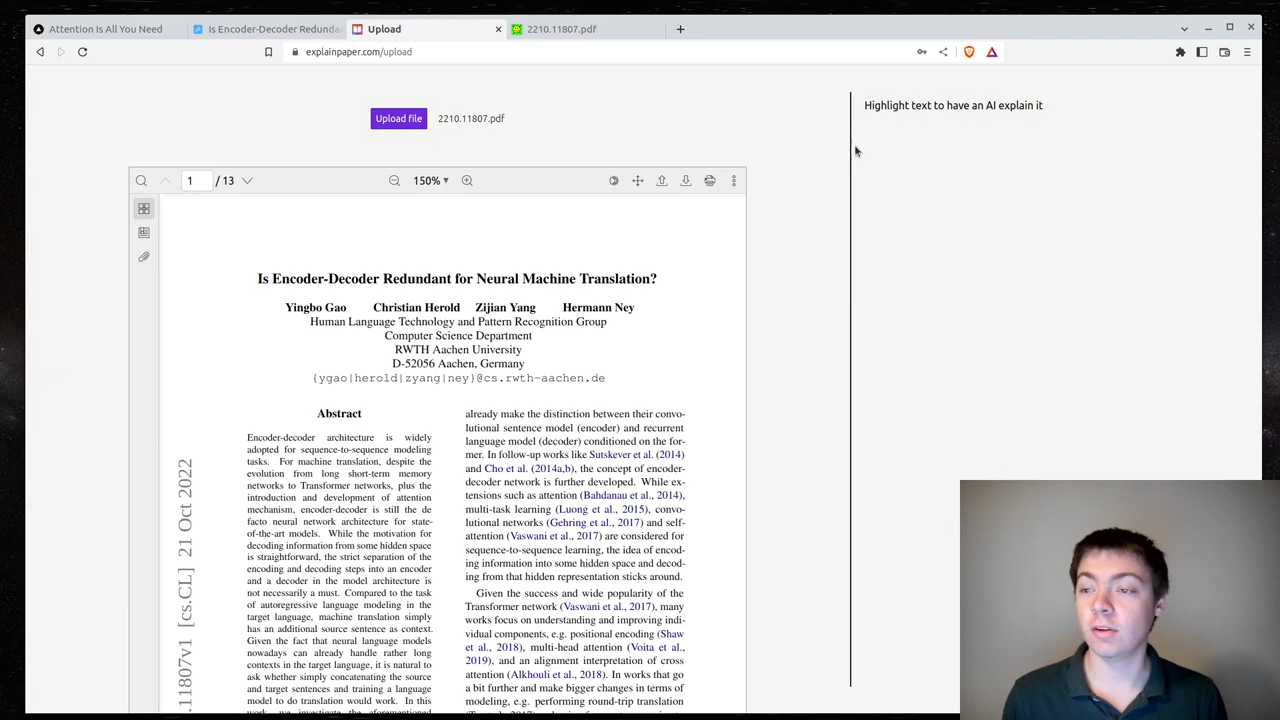 Attention Is All You Need
Is Encoder-Decoder Redunda
Upload
2210.11807.pdf
explainpaper.com/upload
Upload file
2210.11807.pdf
Highlight text to have an AI explain it
1
/ 13
150%
Is Encoder-Decoder Redundant for Neural Machine Translation?
Yingbo Gao Christian Herold Zijian Yang Hermann Ney
Human Language Technology and Pattern Recognition Group
Computer Science Department
RWTH Aachen University
D-52056 Aachen, Germany
{ygao|herold|zyang|ney}@cs.rwth-aachen.de
.11807v1 [cs.CL] 21 Oct 2022
Abstract
Encoder-decoder architecture is widely
adopted for sequence-to-sequence modeling
tasks. For machine translation, despite the
evolution from long short-term memory
networks to Transformer networks, plus the
introduction and development of attention
mechanism, encoder-decoder is still the de
facto neural network architecture for state-
of-the-art models. While the motivation for
decoding information from some hidden space
is straightforward, the strict separation of the
encoding and decoding steps into an encoder
and a decoder in the model architecture is
not necessarily a must. Compared to the task
of autoregressive language modeling in the
target language, machine translation simply
has an additional source sentence as context.
Given the fact that neural language models
nowadays can already handle rather long
contexts in the target language, it is natural to
ask whether simply concatenating the source
and target sentences and training a language
model to do translation would work. In this
work, we investigate the aforementioned
already make the distinction between their convo-
lutional sentence model (encoder) and recurrent
language model (decoder) conditioned on the for-
mer. In follow-up works like Sutskever et al. (2014)
and Cho et al. (2014a,b), the concept of encoder-
decoder network is further developed. While ex-
tensions such as attention (Bahdanau et al., 2014),
multi-task learning (Luong et al., 2015), convo-
lutional networks (Gehring et al., 2017) and self-
attention (Vaswani et al., 2017) are considered for
sequence-to-sequence learning, the idea of encod-
ing information into some hidden space and decod-
ing from that hidden representation sticks around.
Given the success and wide popularity of the
Transformer network (Vaswani et al., 2017), many
works focus on understanding and improving indi-
vidual components, e.g. positional encoding (Shaw
et al., 2018), multi-head attention (Voita et al.,
2019), and an alignment interpretation of cross
attention (Alkhouli et al., 2018). In works that go
a bit further and make bigger changes in terms of
modeling, e.g. performing round-trip translation